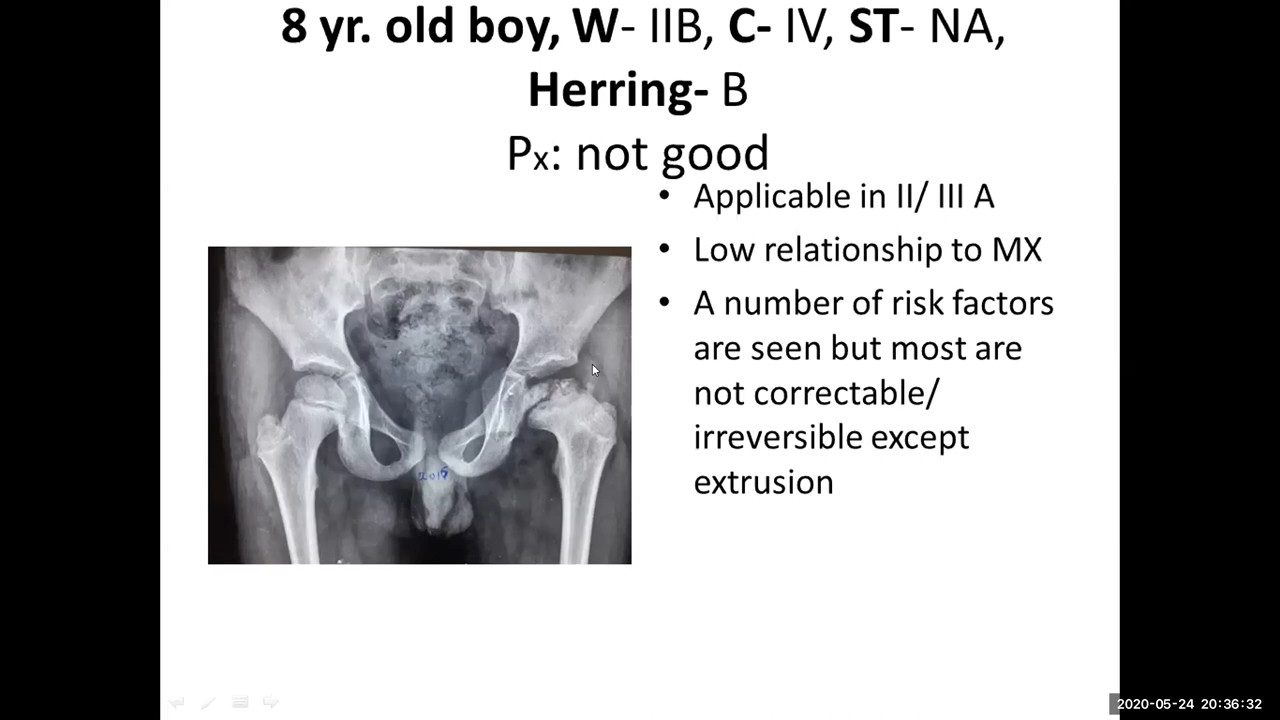 8 yr. old boy, W- IIB, C- IV, ST- NA,
Herring- B
Px: not good
• Applicable in II/ III A
• Low relationship to MX
• A number of risk factors
are seen but most are
not correctable/
irreversible except
extrusion
2015
2020-05-24 20:36:32